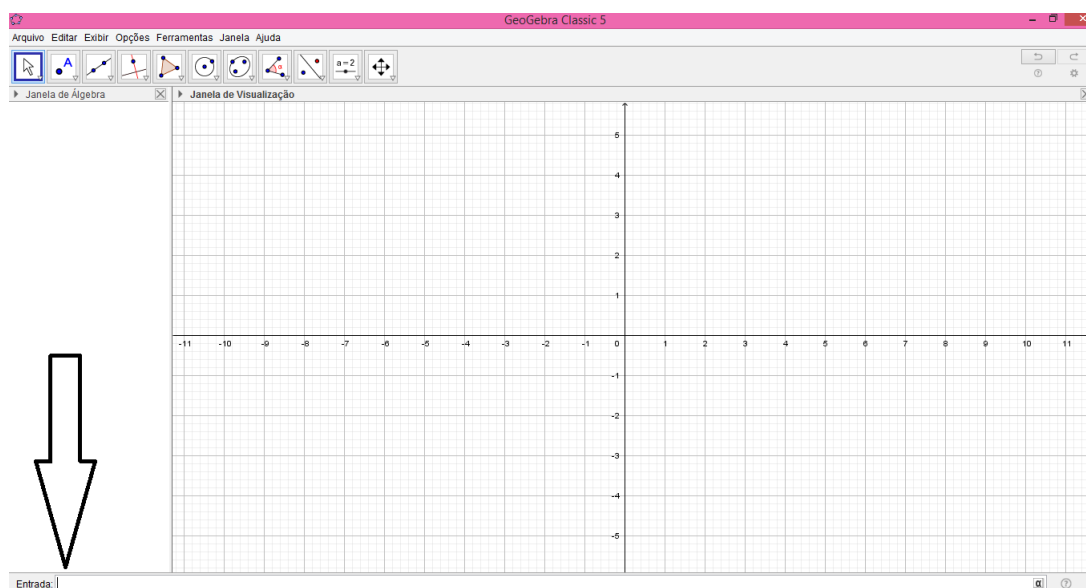 GeoGebra Classic 5
Arquivo Editar Exibir Opções Ferramentas Janela Ajuda
A
α
a=2
Janela de Álgebra
Janela de Visualização
5
4
3
2
1
-11 -10 -9 -8 -7 -6 -5 -4 -3 -2 -1 0 1 2 3 4 5 6 7 8 9 10 11
-1
-2
-3
-4
-5
Entrada:
α